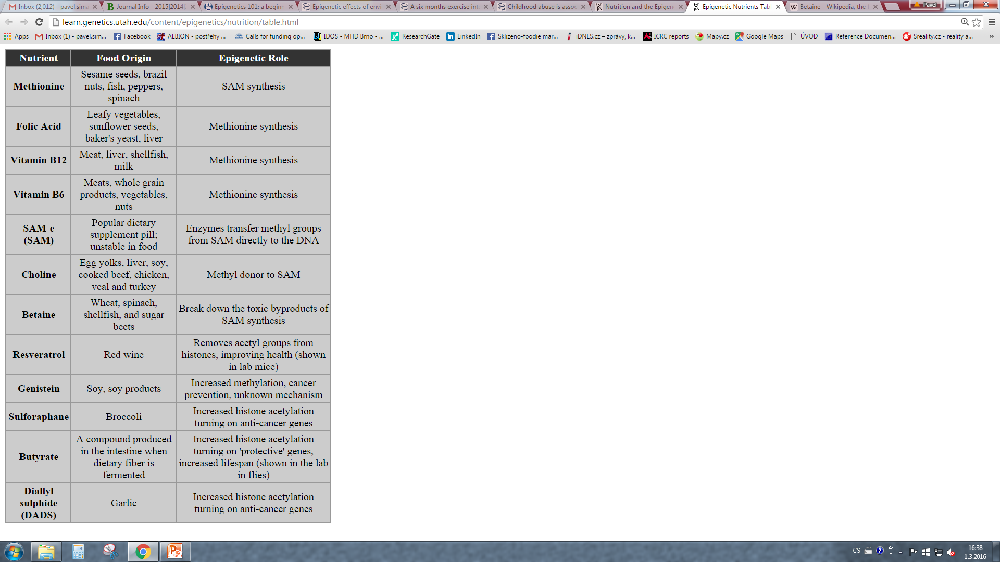 Inbox (2,012) - pavel.sima
Journal Info - 2015|2014|
Epigenetics 101: a beginn
Epigenetic effects of envi
A six months exercise inte
Childhood abuse is assoc
Nutrition and the Epigen
Epigenetic Nutrients Tabl
Betaine - Wikipedia, the f
Pavel
learn.genetics.utah.edu/content/epigenetics/nutrition/table.html
Apps
Inbox (1) - pavel.sim...
Facebook
ALBION - postřehy ...
Calls for funding op...
IDOS - MHD Brno - ...
ResearchGate
LinkedIn
Sklizeno-foodie mar...
iDNES.cz – zprávy, k...
ICRC reports
Mapy.cz
Google Maps
ÚVOD
Reference Documen...
Sreality.cz • reality a...
»
Nutrient
Food Origin
Epigenetic Role
Methionine
Sesame seeds, brazil
nuts, fish, peppers,
spinach
SAM synthesis
Folic Acid
Leafy vegetables,
sunflower seeds,
baker's yeast, liver
Methionine synthesis
Vitamin B12
Meat, liver, shellfish,
milk
Methionine synthesis
Vitamin B6
Meats, whole grain
products, vegetables,
nuts
Methionine synthesis
SAM-e
(SAM)
Popular dietary
supplement pill;
unstable in food
Enzymes transfer methyl groups
from SAM directly to the DNA
Choline
Egg yolks, liver, soy,
cooked beef, chicken,
veal and turkey
Methyl donor to SAM
Betaine
Wheat, spinach,
shellfish, and sugar
beets
Break down the toxic byproducts of
SAM synthesis
Resveratrol
Red wine
Removes acetyl groups from
histones, improving health (shown
in lab mice)
Genistein
Soy, soy products
Increased methylation, cancer
prevention, unknown mechanism
Sulforaphane
Broccoli
Increased histone acetylation
turning on anti-cancer genes
Butyrate
A compound produced
in the intestine when
dietary fiber is
fermented
Increased histone acetylation
turning on 'protective' genes,
increased lifespan (shown in the lab
in flies)
Diallyl
sulphide
(DADS)
Garlic
Increased histone acetylation
turning on anti-cancer genes
CS
16:38
1.3.2016